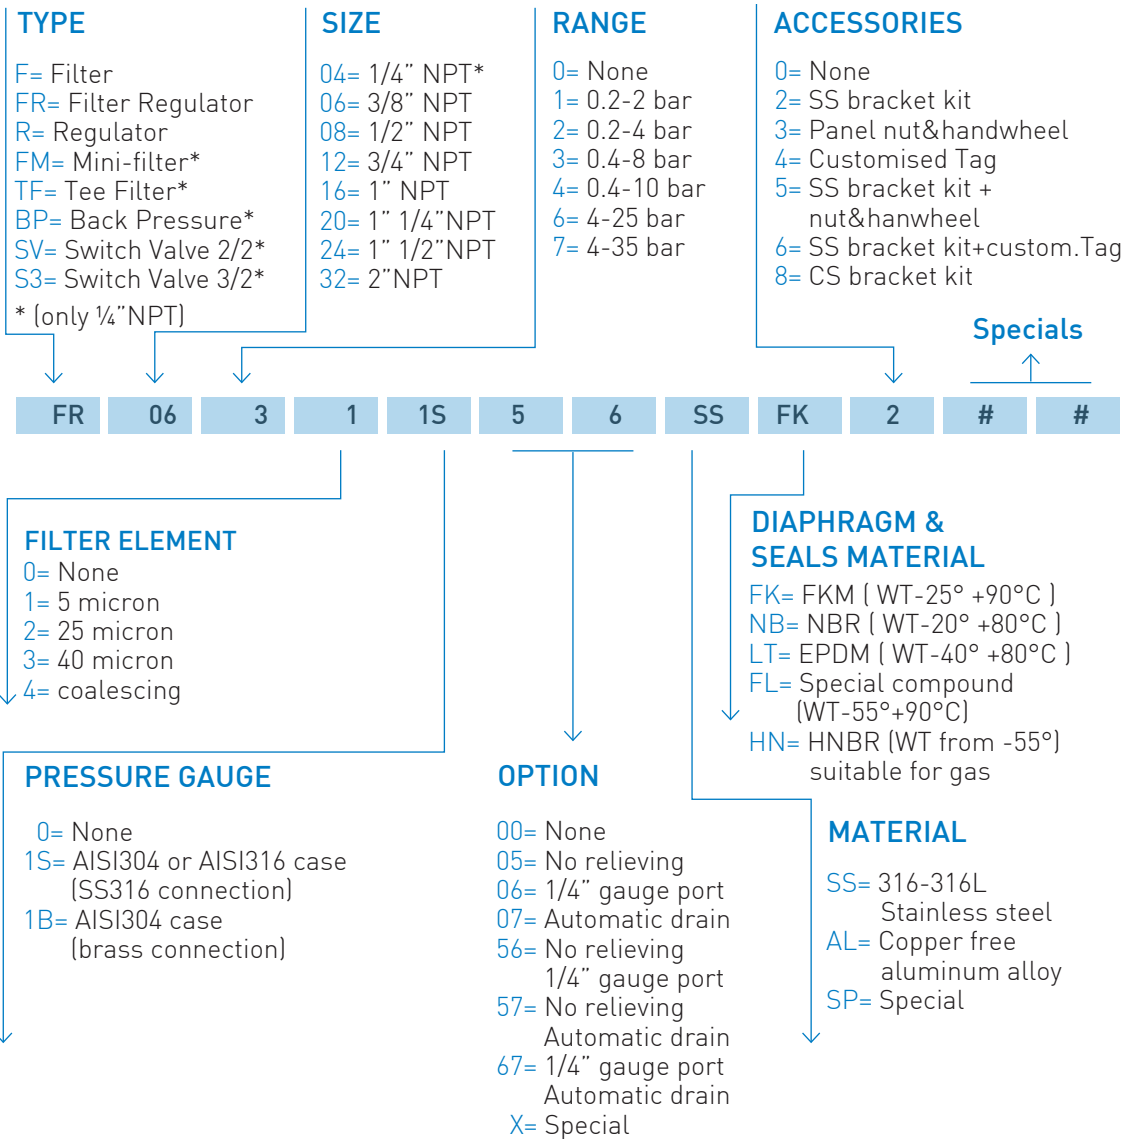 TYPE
F= Filter
FR= Filter Regulator
R= Regulator
FM= Mini-filter*
TF= Tee Filter*
BP= Back Pressure*
SV= Switch Valve 2/2*
S3= Switch Valve 3/2*
* (only ¼”NPT)
SIZE
04= 1/4” NPT*
06= 3/8” NPT
08= 1/2” NPT
12= 3/4” NPT
16= 1” NPT
20= 1” 1/4”NPT
24= 1” 1/2”NPT
32= 2”NPT
RANGE
0= None
1= 0.2-2 bar
2= 0.2-4 bar
3= 0.4-8 bar
4= 0.4-10 bar
6= 4-25 bar
7= 4-35 bar
ACCESSORIES
0= None
2= SS bracket kit
3= Panel nut&handwheel
4= Customised Tag
5= SS bracket kit +
nut&hanwheel
6= SS bracket kit+custom.Tag
8= CS bracket kit
Specials
FR 06 3 1 1S 5 6 SS FK 2 # #
FILTER ELEMENT
0= None
1= 5 micron
2= 25 micron
3= 40 micron
4= coalescing
PRESSURE GAUGE
0= None
1S= AISI304 or AISI316 case
(SS316 connection)
1B= AISI304 case
(brass connection)
OPTION
00= None
05= No relieving
06= 1/4” gauge port
07= Automatic drain
56= No relieving
1/4” gauge port
57= No relieving
Automatic drain
67= 1/4” gauge port
Automatic drain
X= Special
DIAPHRAGM &
SEALS MATERIAL
FK= FKM ( WT-25° +90°C )
NB= NBR ( WT-20° +80°C )
LT= EPDM ( WT-40° +80°C )
FL= Special compound
(WT-55°+90°C)
HN= HNBR (WT from -55°)
suitable for gas
MATERIAL
SS= 316-316L
Stainless steel
AL= Copper free
aluminum alloy
SP= Special